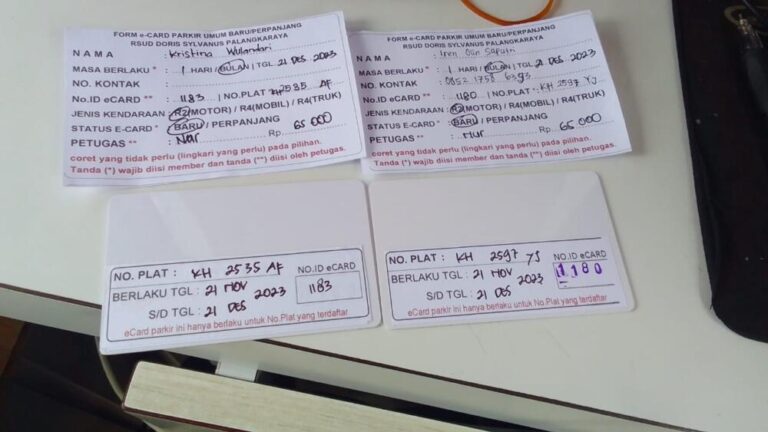 FORM e-CARD PARKIR UMUM BARU/PERPANJANG
RSUD DORIS SYLVANUS PALANGKARAYA
N A M A : Kristina Wulandari
MASA BERLAKU * : 1 HARI / BULAN | TGL 21 DES 2023
NO. KONTAK :
No.ID eCARD ** : 1183 | NO.PLAT 2535 AF
JENIS KENDARAAN : R2(MOTOR) / R4(MOBIL) / R4(TRUK)
STATUS E-CARD * : BARU / PERPANJANG
PETUGAS ** : Nur Rp. 65 000
coret yang tidak perlu (lingkari yang perlu) pada pilihan.
Tanda (*) wajib diisi member dan tanda (**) diisi oleh petugas.
FORM e-CARD PARKIR UMUM BARU/PERPANJANG
RSUD DORIS SYLVANUS PALANGKARAYA
N A M A : Iren Olin Saputri
MASA BERLAKU * : 1 HARI / BULAN | TGL 21 DES 2023
NO. KONTAK : 0852 1758 6393
No.ID eCARD ** : 1180 | NO.PLAT KH 2597 YJ
JENIS KENDARAAN : R2(MOTOR) / R4(MOBIL) / R4(TRUK)
STATUS E-CARD * : BARU / PERPANJANG
PETUGAS ** : Nur Rp. 65 000
coret yang tidak perlu (lingkari yang perlu) pada pilihan.
Tanda (*) wajib diisi member dan tanda (**) diisi oleh petugas.
NO. PLAT : KH 2535 AF NO.ID eCARD
BERLAKU TGL : 21 NOV 2023 1183
S/D TGL : 21 DES
eCard parkir ini hanya berlaku untuk No.Plat yang terdaftar
NO. PLAT : KH 2597 YJ NO.ID eCARD
BERLAKU TGL : 21 NOV 2023 1180
S/D TGL : 21 DES
eCard parkir ini hanya berlaku untuk No.Plat yang terdaftar